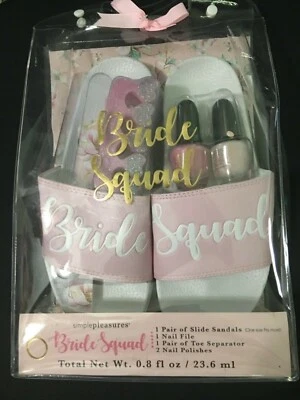 Bride
Squad
Bride Squad
simplepleasures®
Bride Squad
1 Pair of Slide Sandals
1 Nail File
1 Pair of Toe Separator
2 Nail Polishes
Total Net Wt. 0.8 fl oz / 23.6 ml